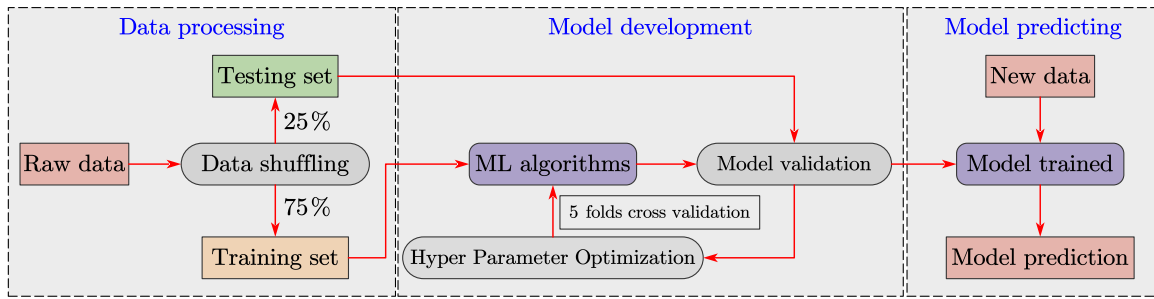 Data processing
Model development
Model predicting
Testing set
New data
25%
Raw data
Data shuffling
ML algorithms
Model validation
Model trained
75%
5 folds cross validation
Training set
Hyper Parameter Optimization
Model prediction